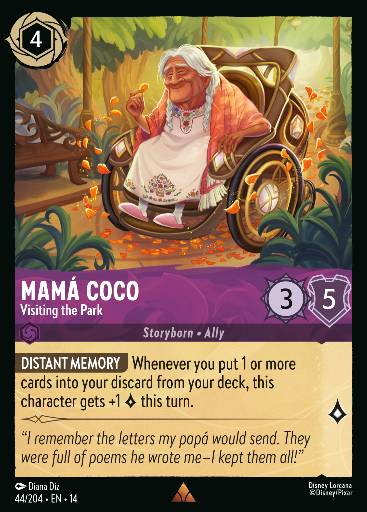 4
MAMÁ COCO
Visiting the Park
3
5
Storyborn • Ally
DISTANT MEMORY Whenever you put 1 or more
cards into your discard from your deck, this
character gets +1 ⟡ this turn.
“I remember the letters my papá would send. They
were full of poems he wrote me–I kept them all!”
Diana Diz
44/204 • EN • 14
Disney Lorcana
©Disney/Pixar